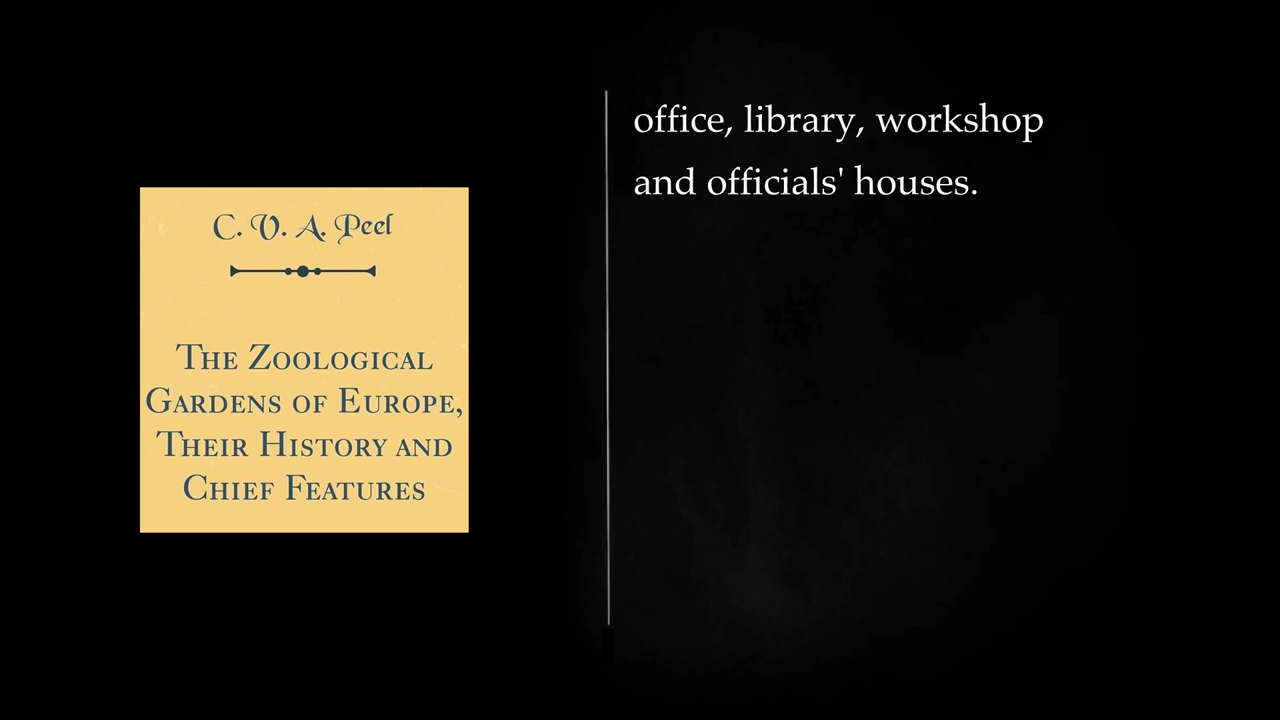 C. V. A. Peel
The Zoological
Gardens of Europe,
Their History and
Chief Features
office, library, workshop
and officials' houses.